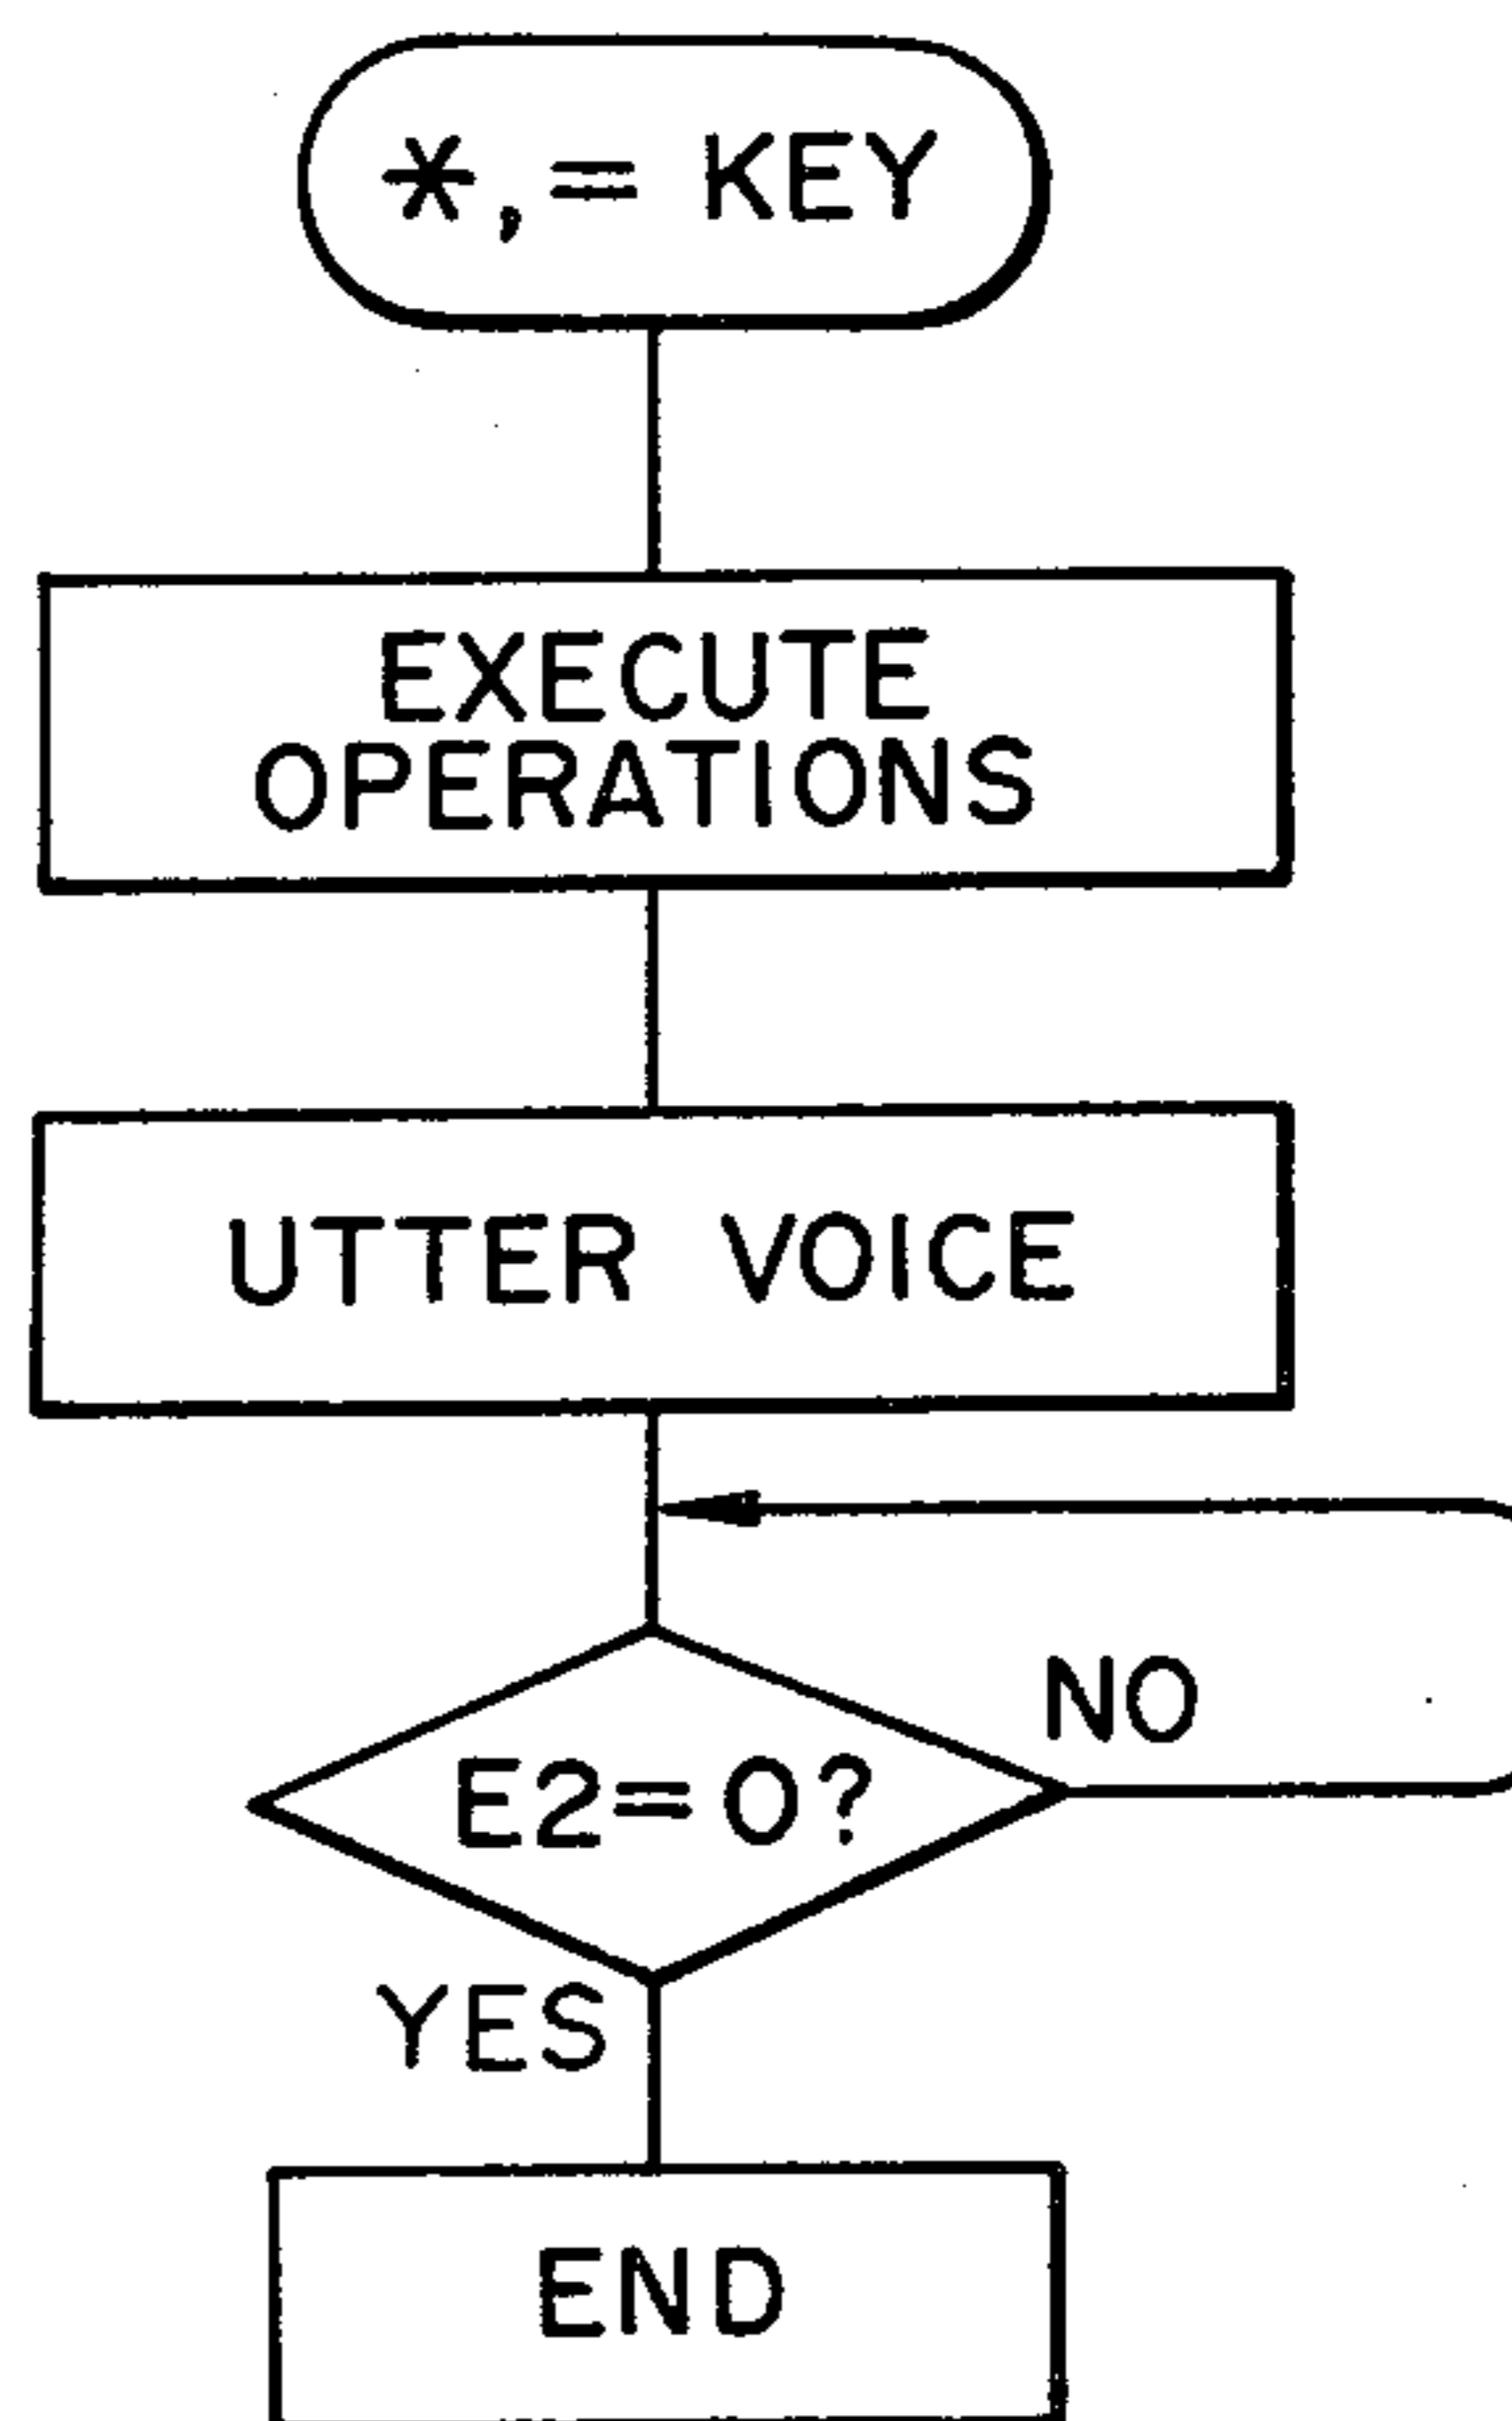 *,= KEY
EXECUTE
OPERATIONS
UTTER VOICE
NO
E2=0?
YES
END